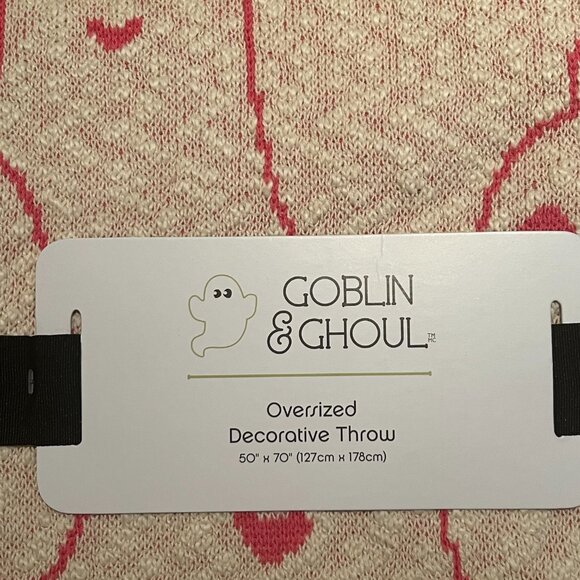 GOBLIN
& GHOUL ™ MC
Oversized
Decorative Throw
50" x 70" (127cm x 178cm)